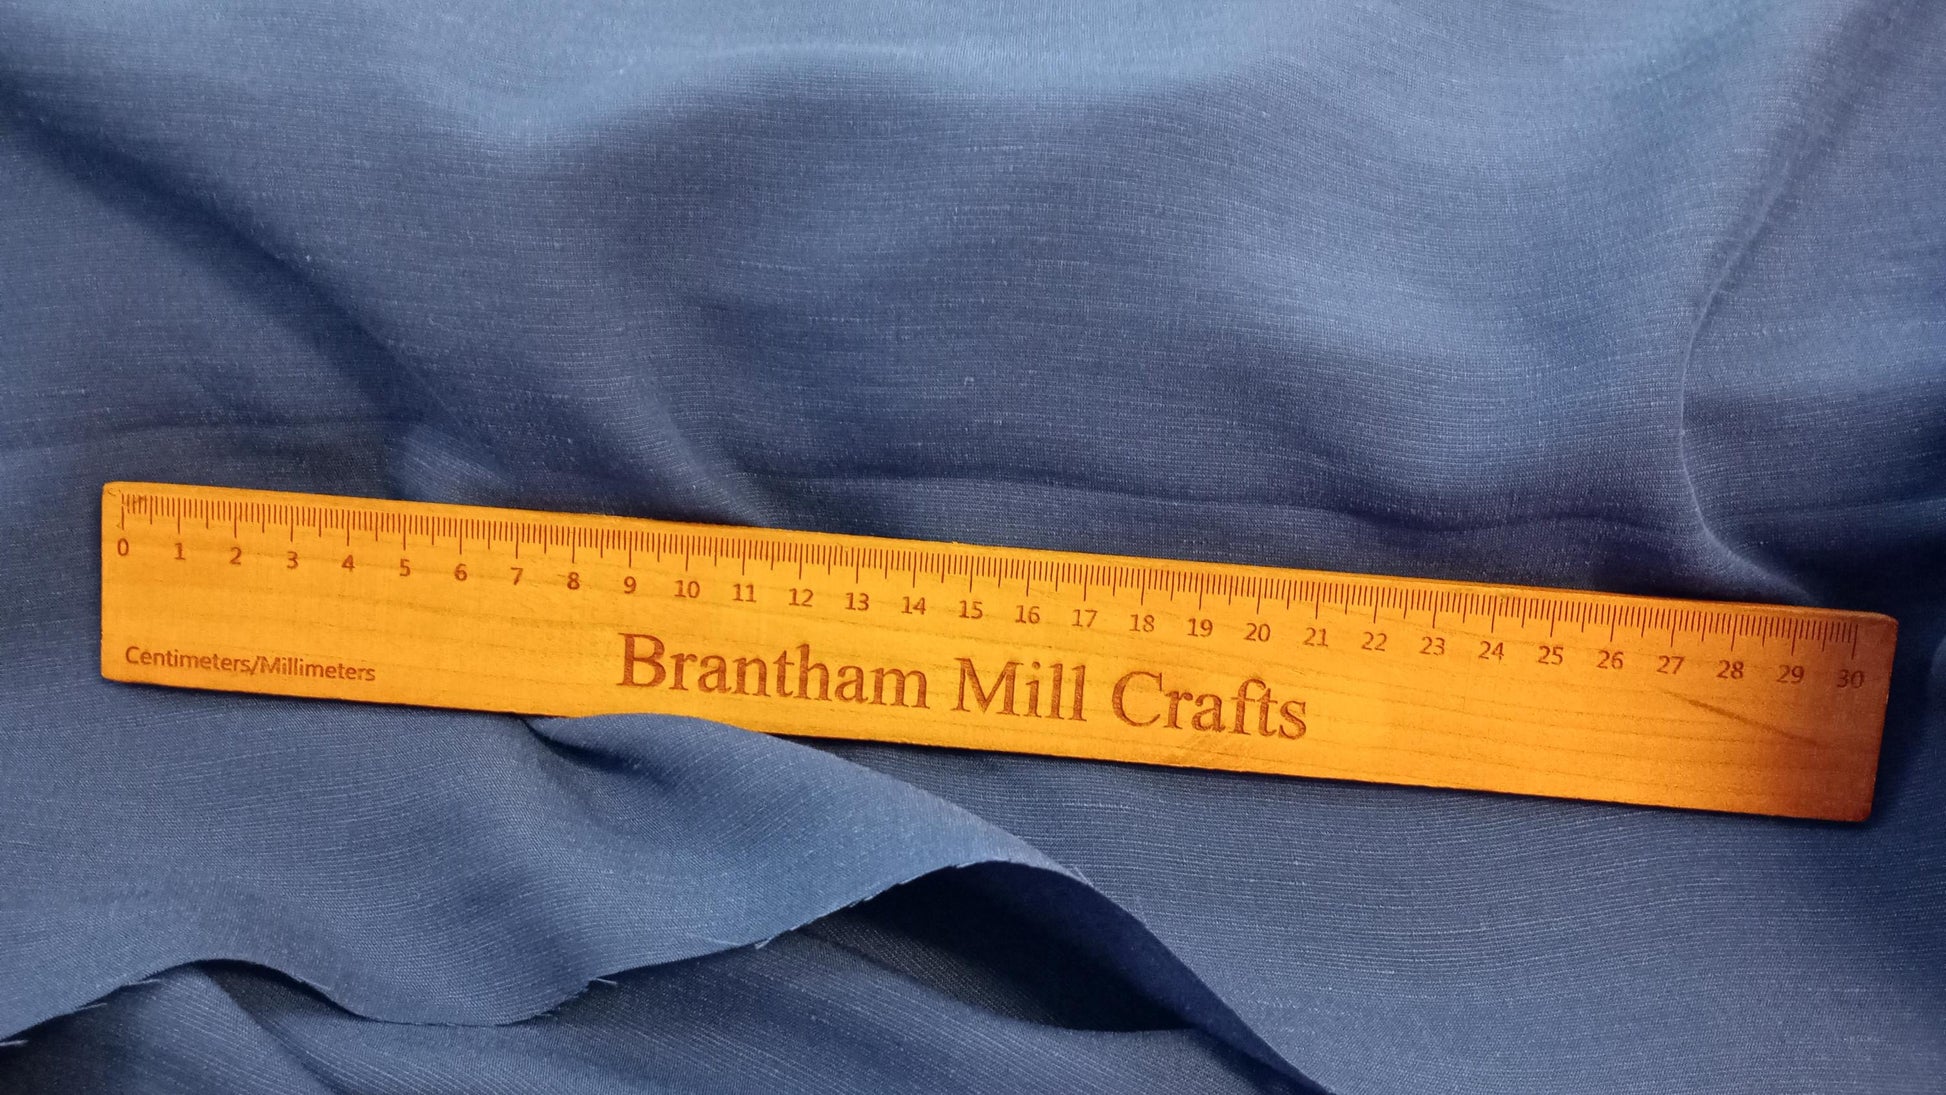 0 1 2 3 4 5 6 7 8 9 10 11 12 13 14 15 16 17 18 19 20 21 22 23 24 25 26 27 28 29 30
Centimeters/Millimeters
Brantham Mill Crafts